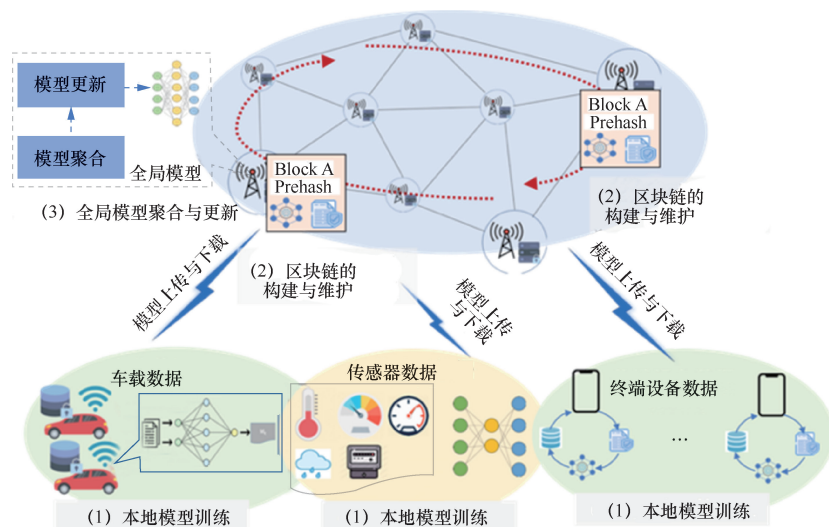 模型更新
模型聚合
全局模型
(3) 全局模型聚合与更新
Block A
Prehash
Block A
Prehash
(2) 区块链的
构建与维护
(2) 区块链的
构建与维护
模型上传与下载
模型上传
与下载
模型上传与下载
车载数据
传感器数据
终端设备数据
...
(1) 本地模型训练
(1) 本地模型训练
(1) 本地模型训练